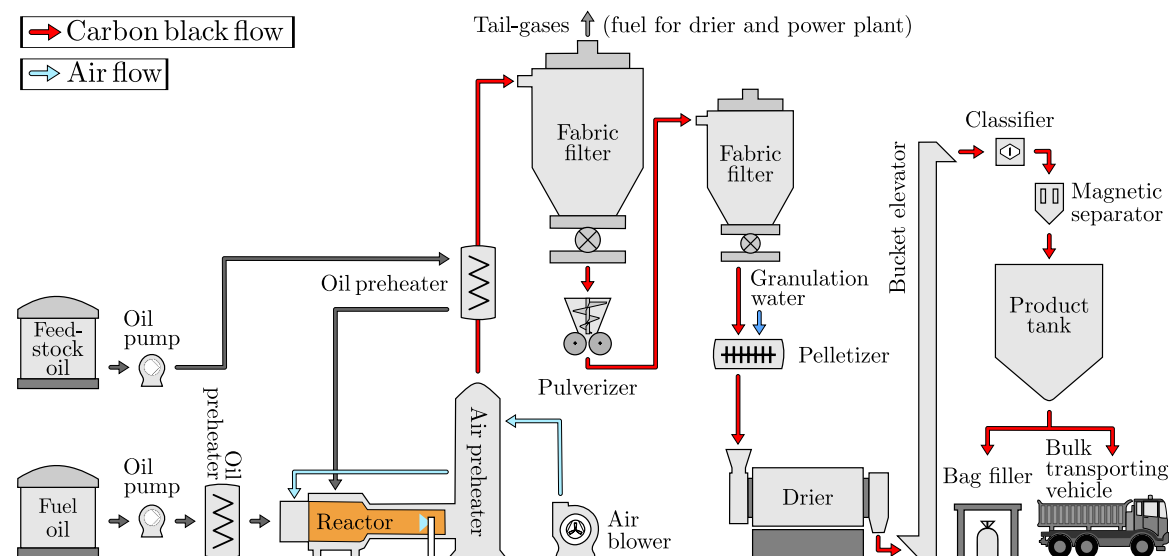 Tail-gases (fuel for drier and power plant)
Carbon black flow
Air flow
Fabric
filter
Fabric
filter
Classifier
Bucket elevator
Magnetic
separator
Oil preheater
Granulation
water
Product
tank
Feed-
stock
oil
Oil
pump
Pulverizer
Pelletizer
Oil
preheater
Air preheater
Fuel
oil
Oil
pump
Reactor
Air
blower
Drier
Bag filler
Bulk
transporting
vehicle